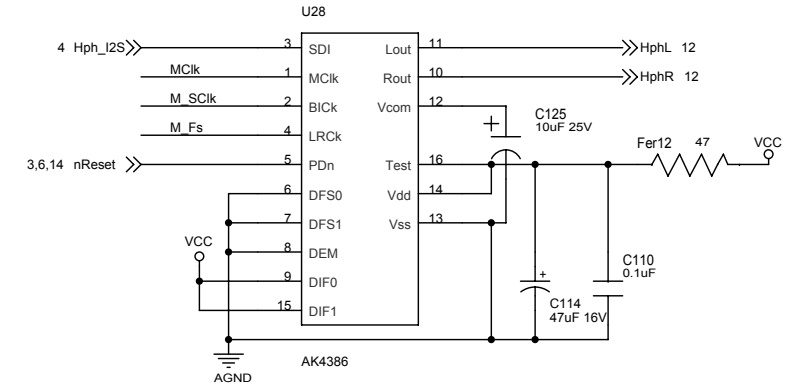 U28
4 Hph_I2S 3 SDI Lout 11 HphL 12
MClk 1 MClk Rout 10 HphR 12
M_SClk 2 BICk Vcom 12
C125
10uF 25V
M_Fs 4 LRCk
3,6,14 nReset 5 PDn Test 16 Fer12 47 VCC
6 DFS0 Vdd 14
7 DFS1 Vss 13
VCC 8 DEM
9 DIF0
15 DIF1
C110
0.1uF
+
C114
47uF 16V
AGND
AK4386